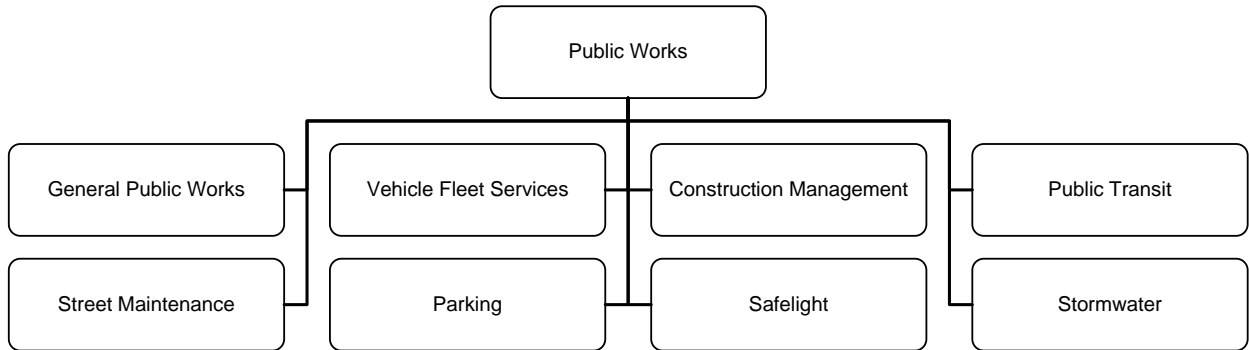 Public Works
General Public Works
Vehicle Fleet Services
Construction Management
Public Transit
Street Maintenance
Parking
Safelight
Stormwater